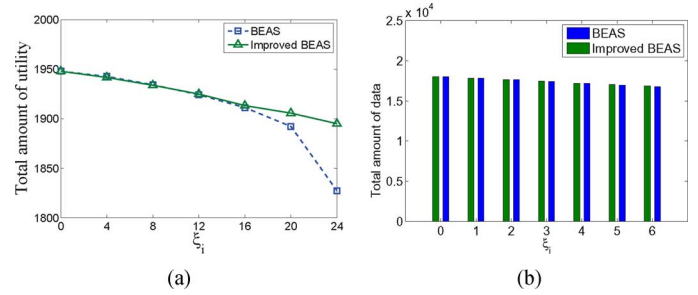 2000
1950
1900
1850
1800
Total amount of utility
BEAS
Improved BEAS
0 4 8 12 16 20 24
ξi
(a)
x 10^4
2.5
2
1.5
1
0.5
0
Total amount of data
BEAS
Improved BEAS
0 1 2 3 4 5 6
ξi
(b)